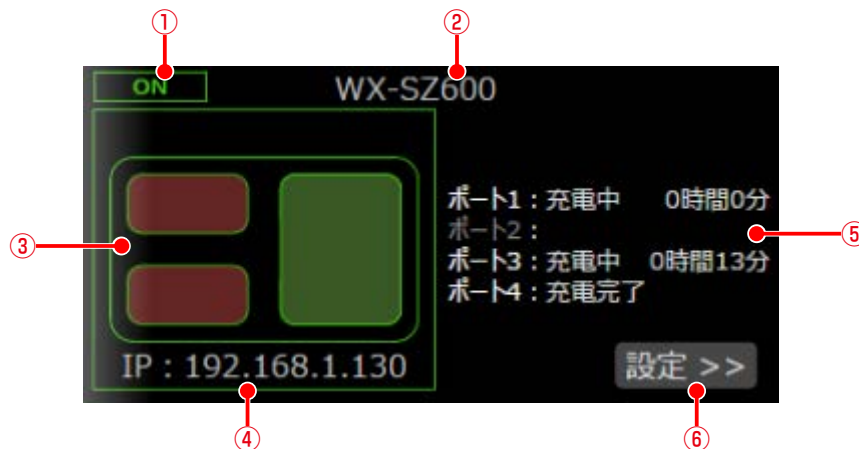 ① ②
ON WX-SZ600
ポート1：充電中 0時間0分
ポート2：
③ ⑤
ポート3：充電中 0時間13分
ポート4：充電完了
IP : 192.168.1.130 設定 >>
④ ⑥